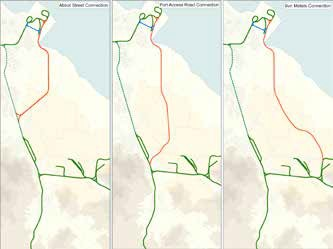 Abbot Street Connection
Port Access Road Connection
Sun Metals Connection